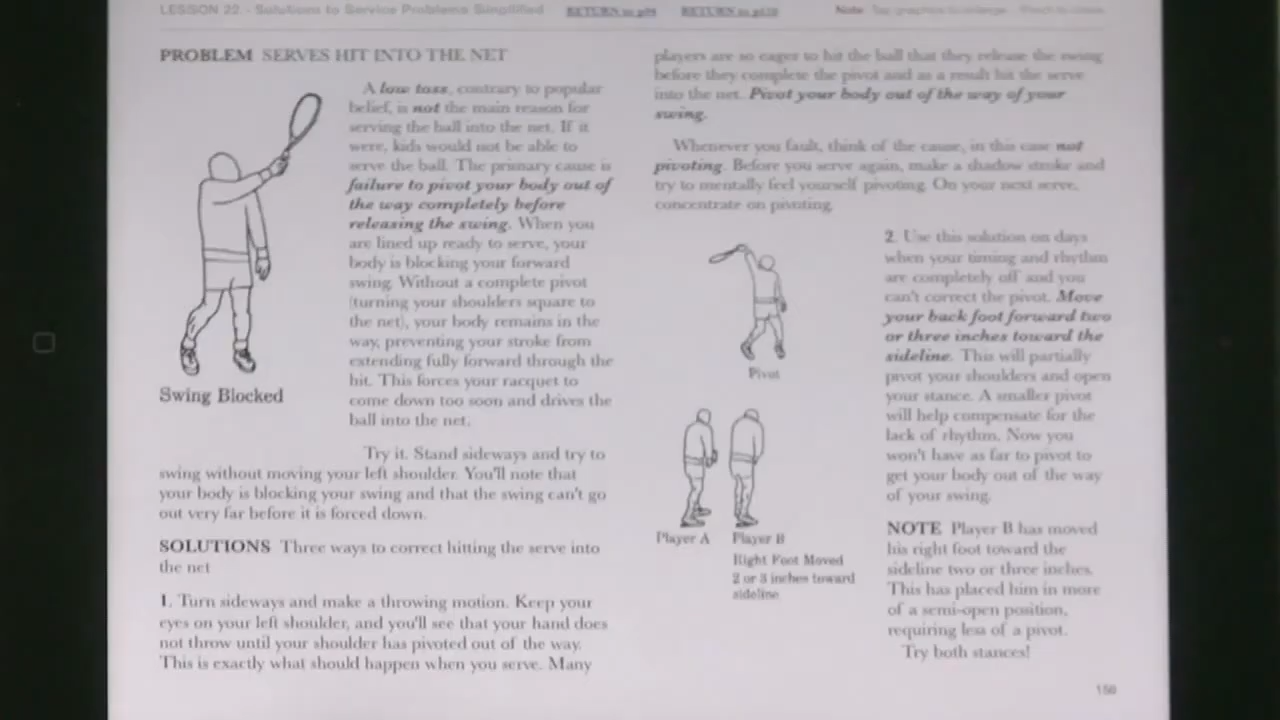 LESSON 22 - Solutions to Service Problems Simplified
PROBLEM SERVES HIT INTO THE NET
A low toss, contrary to popular
belief, is not the main reason for
serving the ball into the net. If it
were, kids would not be able to
serve the ball. The primary cause is
failure to pivot your body out of
the way completely before
releasing the swing. When you
are lined up ready to serve, your
body is blocking your forward
swing. Without a complete pivot
(turning your shoulders square to
the net), your body remains in the
way, preventing your stroke from
extending fully forward through the
hit. This forces your racquet to
come down too soon and drives the
ball into the net.
Swing Blocked
Try it. Stand sideways and try to
swing without moving your left shoulder. You'll note that
your body is blocking your swing and that the swing can't go
out very far before it is forced down.
SOLUTIONS Three ways to correct hitting the serve into
the net
1. Turn sideways and make a throwing motion. Keep your
eyes on your left shoulder, and you'll see that your hand does
not throw until your shoulder has pivoted out of the way.
This is exactly what should happen when you serve. Many
players are so eager to hit the ball that they release the swing
before they complete the pivot and as a result hit the serve
into the net. Pivot your body out of the way of your
swing.
Whenever you fault, think of the cause, in this case not
pivoting. Before you serve again, make a shadow stroke and
try to mentally feel yourself pivoting. On your next serve,
concentrate on pivoting.
Pivot
Player A Player B
Right Foot Moved
2 or 3 inches toward
sideline
2. Use this solution on days
when your timing and rhythm
are completely off and you
can't correct the pivot. Move
your back foot forward two
or three inches toward the
sideline. This will partially
pivot your shoulders and open
your stance. A smaller pivot
will help compensate for the
lack of rhythm. Now you
won't have as far to pivot to
get your body out of the way
of your swing.
NOTE Player B has moved
his right foot toward the
sideline two or three inches.
This has placed him in more
of a semi-open position,
requiring less of a pivot.
Try both stances!